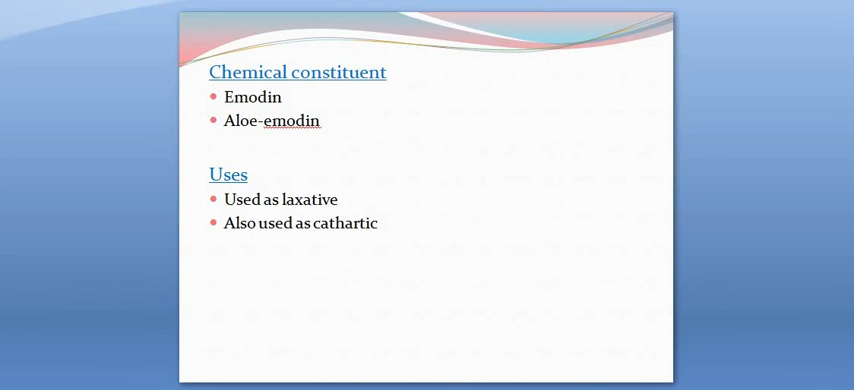 Chemical constituent
• Emodin
• Aloe-emodin
Uses
• Used as laxative
• Also used as cathartic